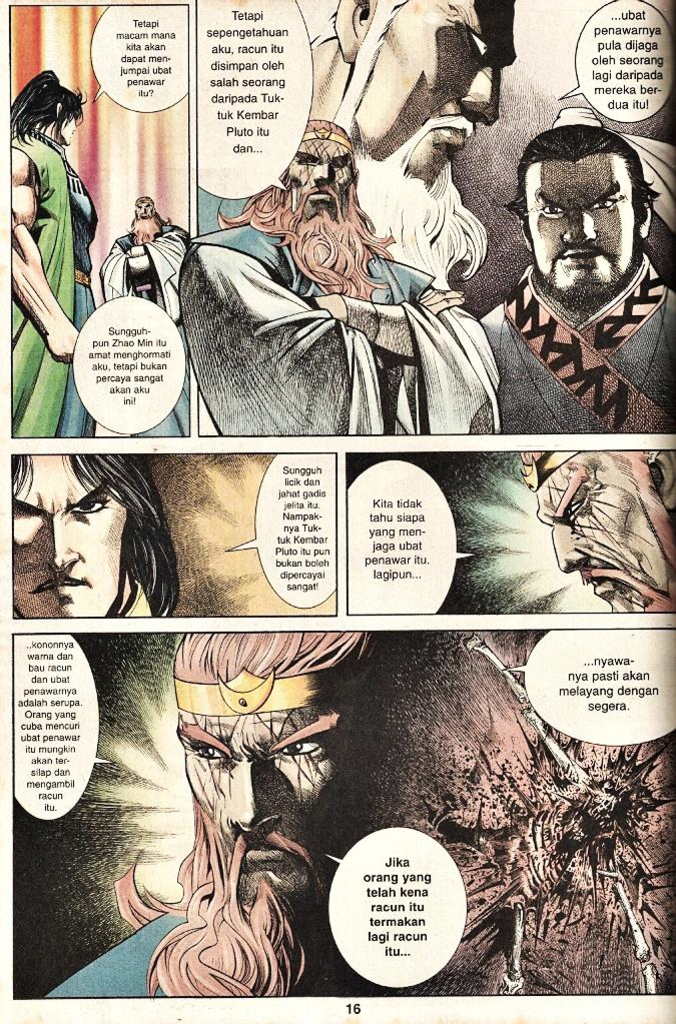 Tetapi
macam mana
kita akan
dapat men-
jumpai ubat
penawar
itu?
Sungguh-
pun Zhao Min itu
amat menghormati
aku, tetapi bukan
percaya sangat
akan aku
ini!
Tetapi
sepengetahuan
aku, racun itu
disimpan oleh
salah seorang
daripada Tuk-
tuk Kembar
Pluto itu
dan...
...ubat
penawarnya
pula dijaga
oleh seorang
lagi daripada
mereka ber-
dua itu!
Sungguh
licik dan
jahat gadis
jelita itu.
Nampak-
nya Tuk-
tuk Kembar
Pluto itu pun
bukan boleh
dipercayai
sangat!
Kita tidak
tahu siapa
yang men-
jaga ubat
penawar itu.
lagipun...
..kononnya
warna dan
bau racun
dan ubat
penawarnya
adalah serupa.
Orang yang
cuba mencuri
ubat penawar
itu mungkin
akan ter-
silap dan
mengambil
racun
itu.
Jika
orang yang
telah kena
racun itu
termakan
lagi racun
itu...
...nyawa-
nya pasti akan
melayang dengan
segera.
16